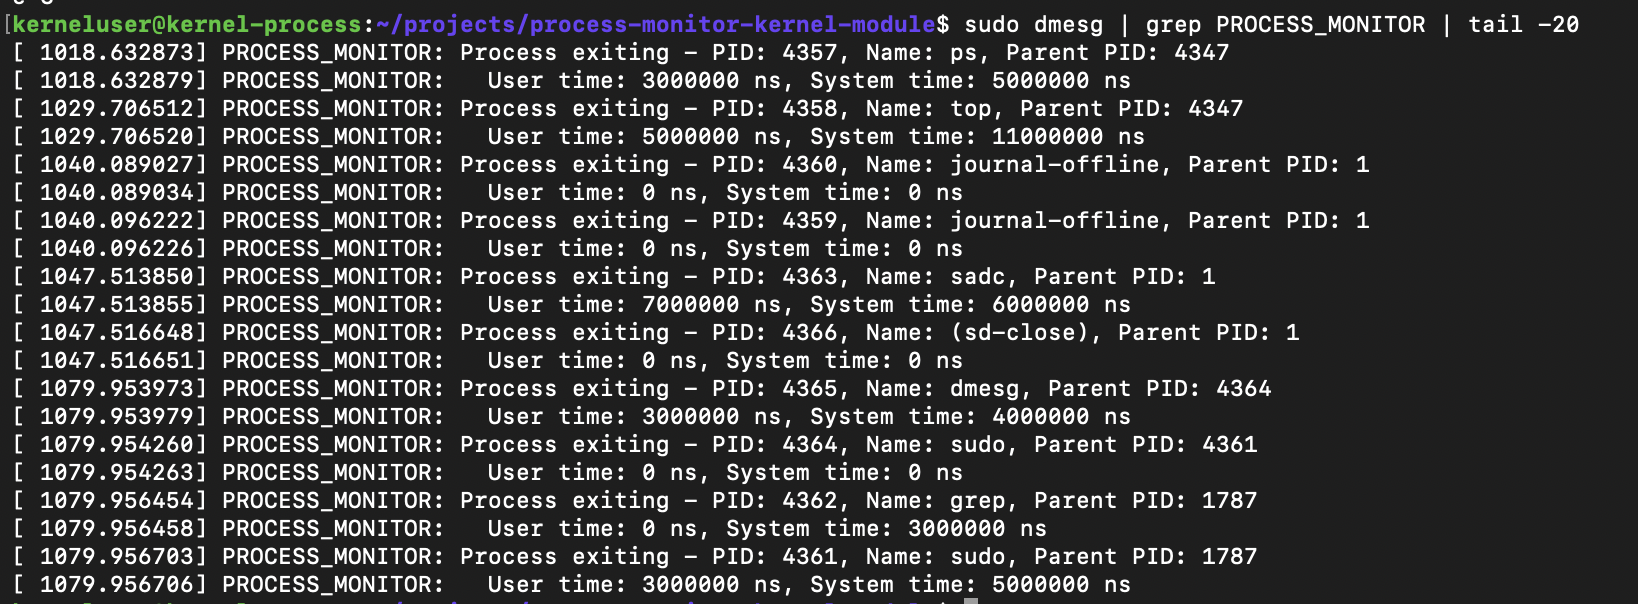 [kerneluser@kernel-process:~/projects/process-monitor-kernel-module$ sudo dmesg | grep PROCESS_MONITOR | tail -20
[ 1018.632873] PROCESS_MONITOR: Process exiting - PID: 4357, Name: ps, Parent PID: 4347
[ 1018.632879] PROCESS_MONITOR:   User time: 3000000 ns, System time: 5000000 ns
[ 1029.706512] PROCESS_MONITOR: Process exiting - PID: 4358, Name: top, Parent PID: 4347
[ 1029.706520] PROCESS_MONITOR:   User time: 5000000 ns, System time: 11000000 ns
[ 1040.089027] PROCESS_MONITOR: Process exiting - PID: 4360, Name: journal-offline, Parent PID: 1
[ 1040.089034] PROCESS_MONITOR:   User time: 0 ns, System time: 0 ns
[ 1040.096222] PROCESS_MONITOR: Process exiting - PID: 4359, Name: journal-offline, Parent PID: 1
[ 1040.096226] PROCESS_MONITOR:   User time: 0 ns, System time: 0 ns
[ 1047.513850] PROCESS_MONITOR: Process exiting - PID: 4363, Name: sadc, Parent PID: 1
[ 1047.513855] PROCESS_MONITOR:   User time: 7000000 ns, System time: 6000000 ns
[ 1047.516648] PROCESS_MONITOR: Process exiting - PID: 4366, Name: (sd-close), Parent PID: 1
[ 1047.516651] PROCESS_MONITOR:   User time: 0 ns, System time: 0 ns
[ 1079.953973] PROCESS_MONITOR: Process exiting - PID: 4365, Name: dmesg, Parent PID: 4364
[ 1079.953979] PROCESS_MONITOR:   User time: 3000000 ns, System time: 4000000 ns
[ 1079.954260] PROCESS_MONITOR: Process exiting - PID: 4364, Name: sudo, Parent PID: 4361
[ 1079.954263] PROCESS_MONITOR:   User time: 0 ns, System time: 0 ns
[ 1079.956454] PROCESS_MONITOR: Process exiting - PID: 4362, Name: grep, Parent PID: 1787
[ 1079.956458] PROCESS_MONITOR:   User time: 0 ns, System time: 3000000 ns
[ 1079.956703] PROCESS_MONITOR: Process exiting - PID: 4361, Name: sudo, Parent PID: 1787
[ 1079.956706] PROCESS_MONITOR:   User time: 3000000 ns, System time: 5000000 ns